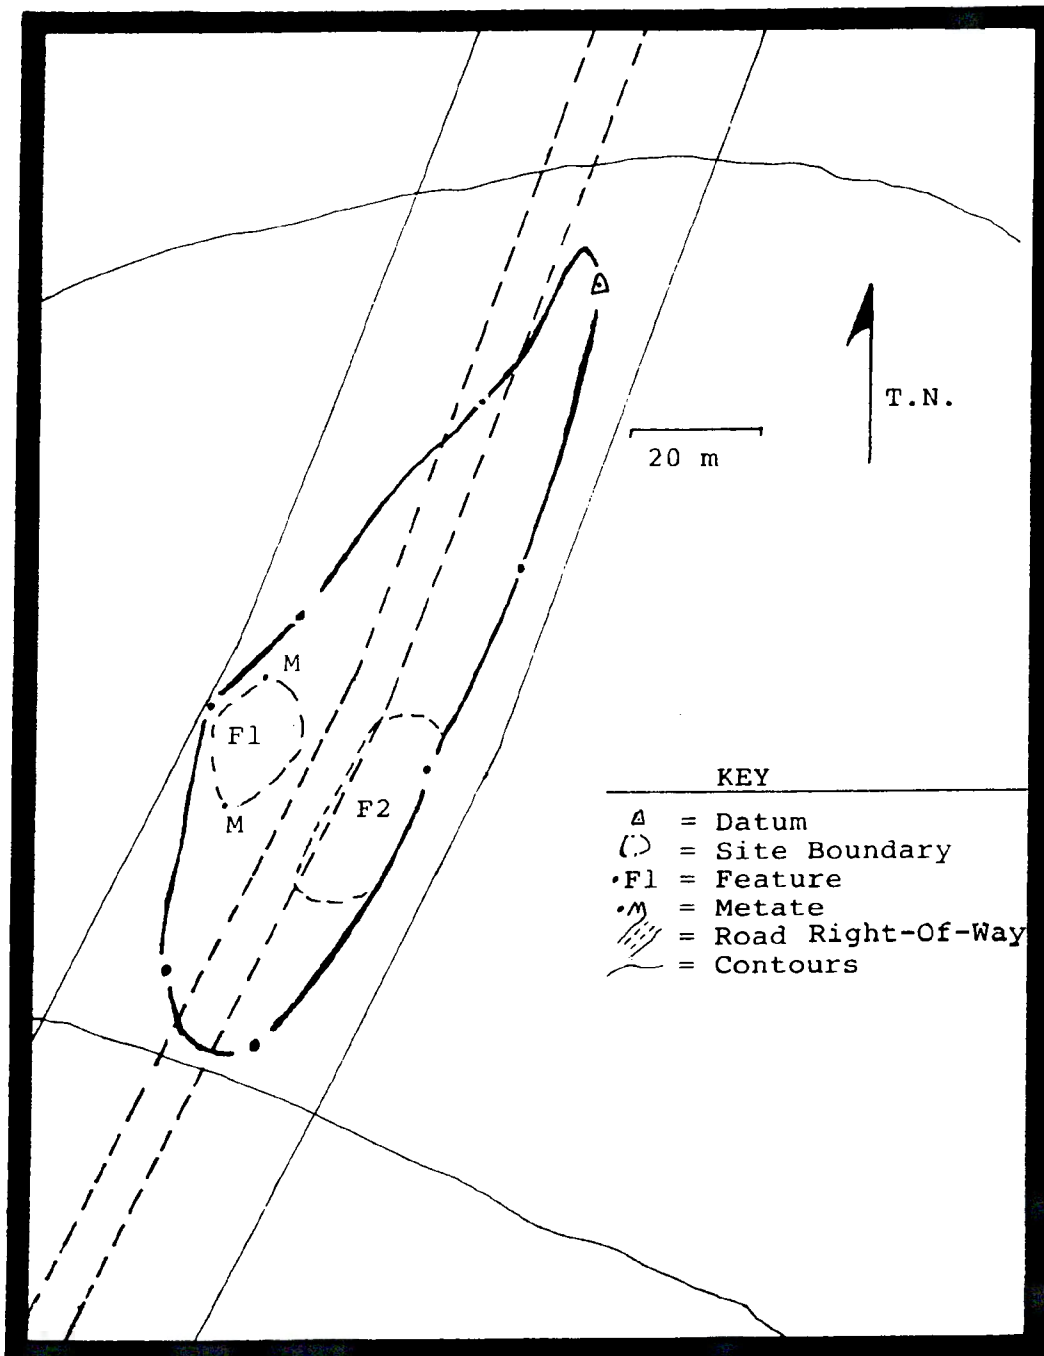 T.N.
20 m
M
F1
M
F2
KEY
= Datum
= Site Boundary
•F1 = Feature
•M = Metate
= Road Right-Of-Way
= Contours